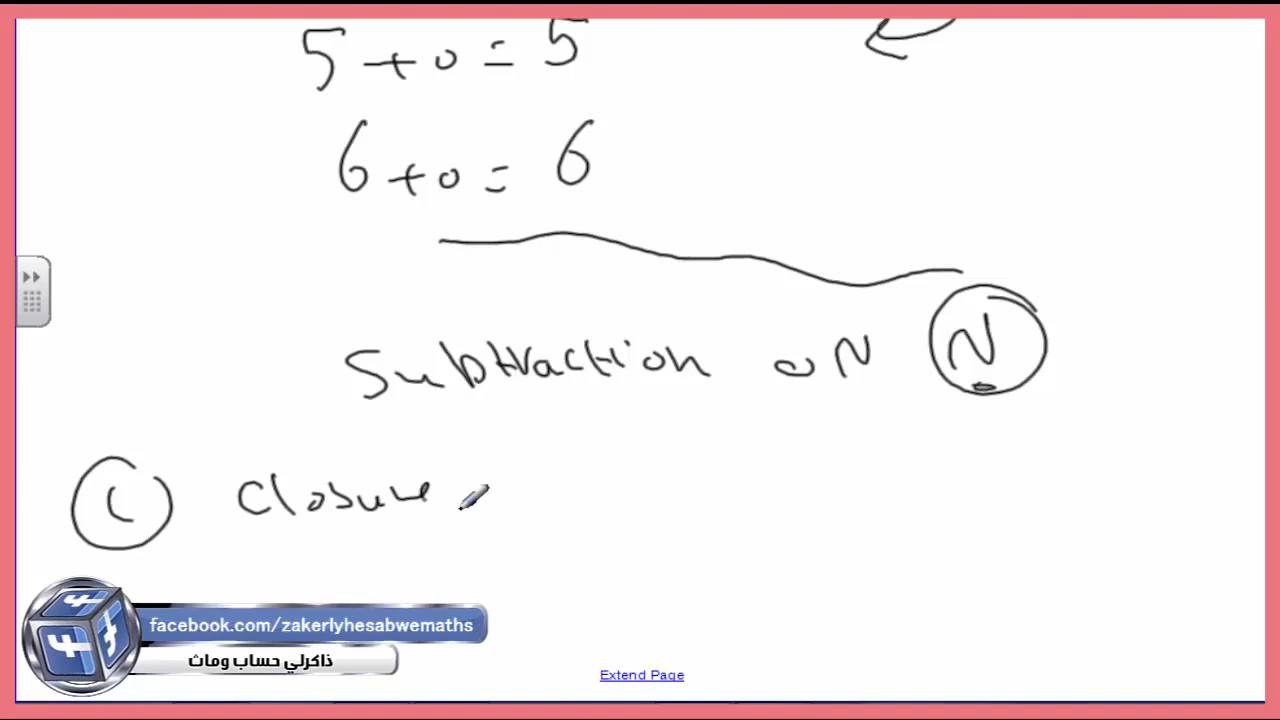 5 + 0 = 5
6 + 0 = 6
Subtraction on N N
C Closure
facebook.com/zakerlyhesabwemaths
ذاكرلي حساب وماث
Extend Page